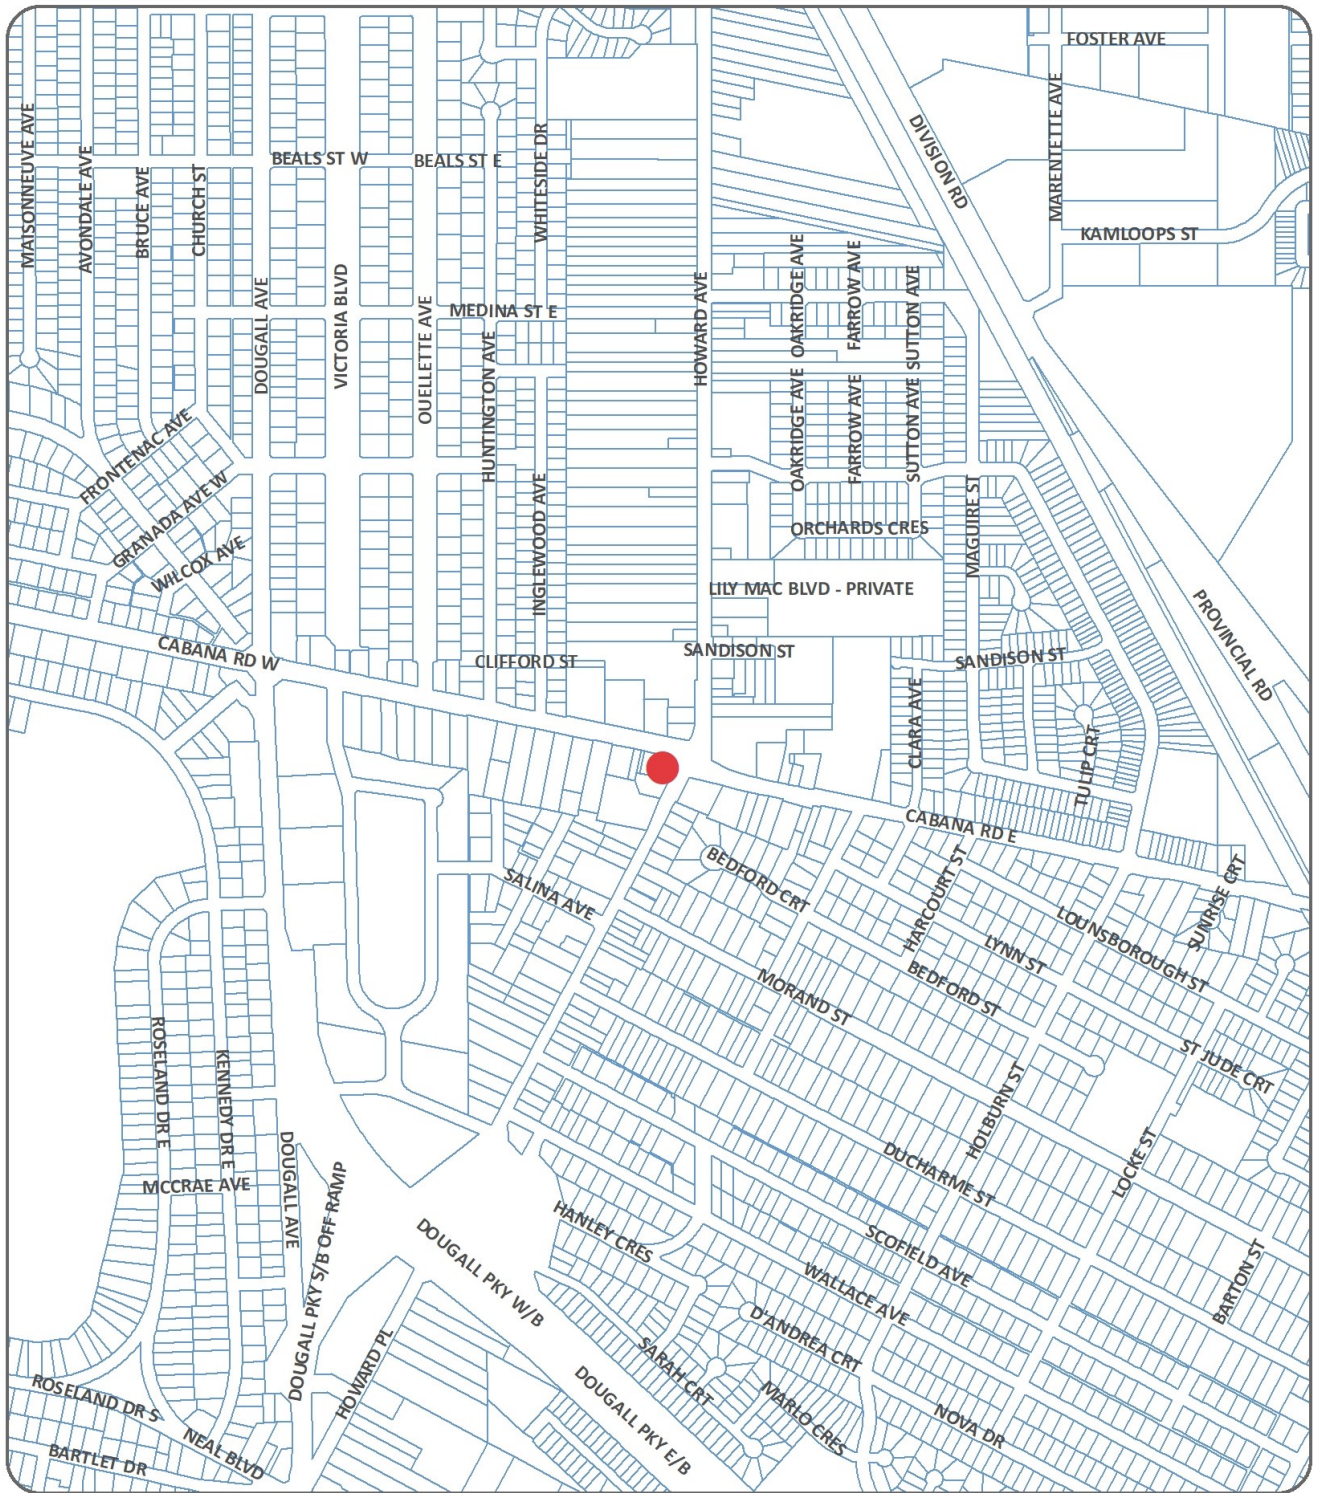 FOSTER AVE
MARENTETTE AVE
DIVISION RD
MAISONNEUVE AVE
AVONDALE AVE
BRUCE AVE
CHURCH ST
BEALS ST W
BEALS ST E
WHITESIDE DR
KAMLOOPS ST
DOUGALL AVE
VICTORIA BLVD
OUELLETTE AVE
MEDINA ST E
HUNTINGTON AVE
HOWARD AVE
OAKRIDGE AVE
FARROW AVE
SUTTON AVE
OAKRIDGE AVE
FARROW AVE
SUTTON AVE
FRONTENAC AVE
GRANADA AVE W
WILCOX AVE
INGLEWOOD AVE
ORCHARDS CRES
MAGUIRE ST
LILY MAC BLVD - PRIVATE
PROVINCIAL RD
CABANA RD W
CLIFFORD ST
SANDISON ST
SANDISON ST
CLARA AVE
TULIP CRT
CABANA RD E
BEDFORD CRT
SALINA AVE
HARCOURT ST
SUNRISE CRT
LOUNSBOROUGH ST
LYNN ST
BEDFORD ST
MORAND ST
ST JUDE CRT
ROSELAND DR E
KENNEDY DR E
HOLBURN ST
LOCKE ST
DOUGALL AVE
MCCRAE AVE
DUCHARME ST
DOUGALL PKY S/B OFF RAMP
HANLEY CRES
DOUGALL PKY W/B
SCOFIELD AVE
WALLACE AVE
BARTON ST
D'ANDREA CRT
HOWARD PL
SARAH CRT
DOUGALL PKY E/B
MARLO CRES
NOVA DR
ROSELAND DR S
NEAL BLVD
BARTLET DR